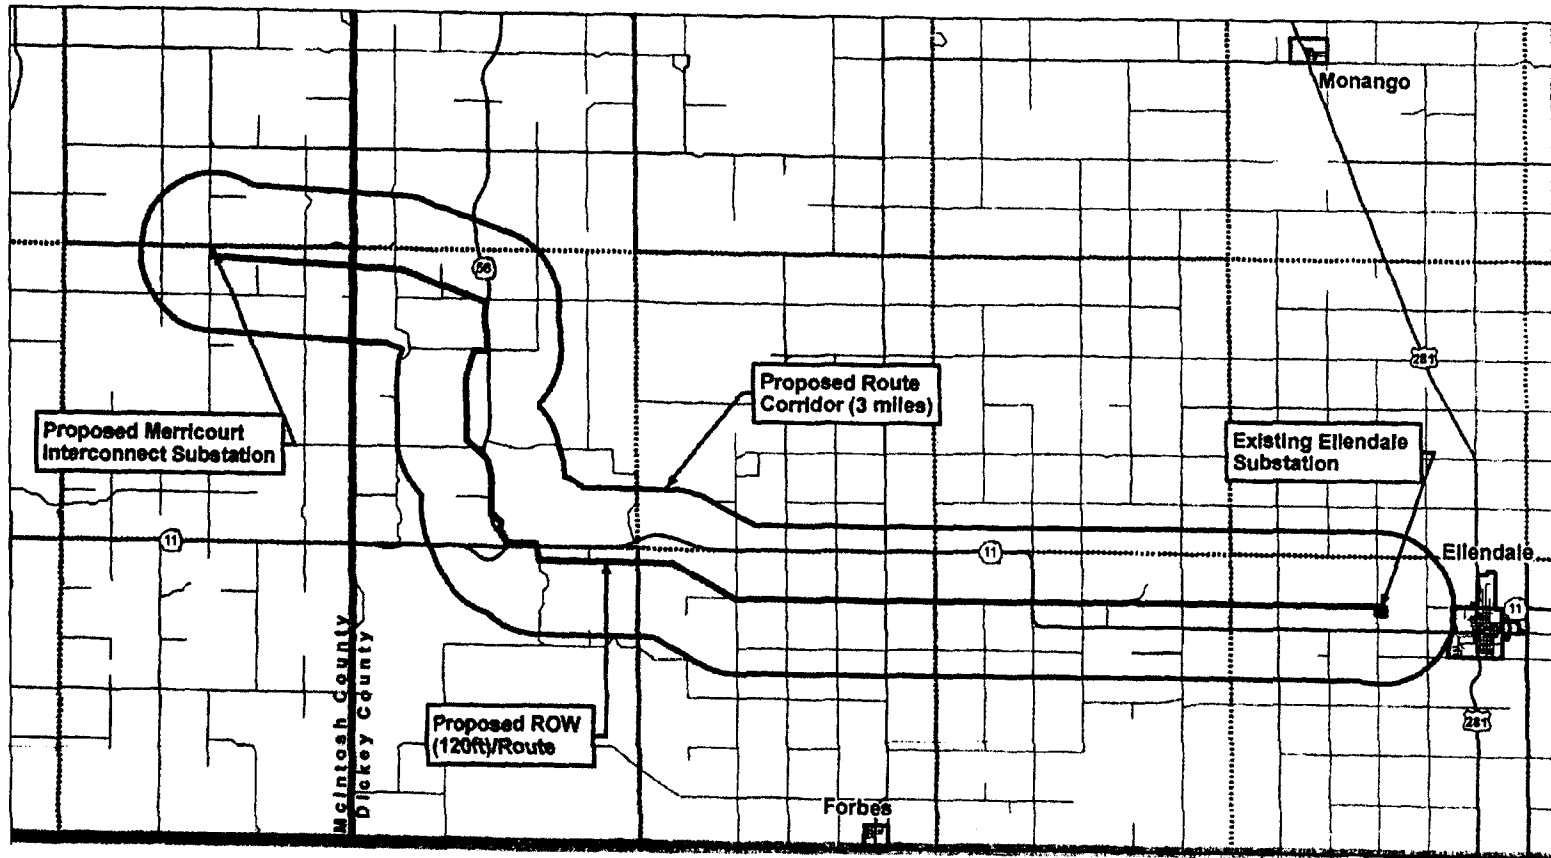 Monango
56
281
Proposed Route
Corridor (3 miles)
Proposed Merricourt
Interconnect Substation
Existing Ellendale
Substation
11
11
Ellendale
11
McIntosh County
Dickey County
Proposed ROW
(120ft)/Route
281
Forbes